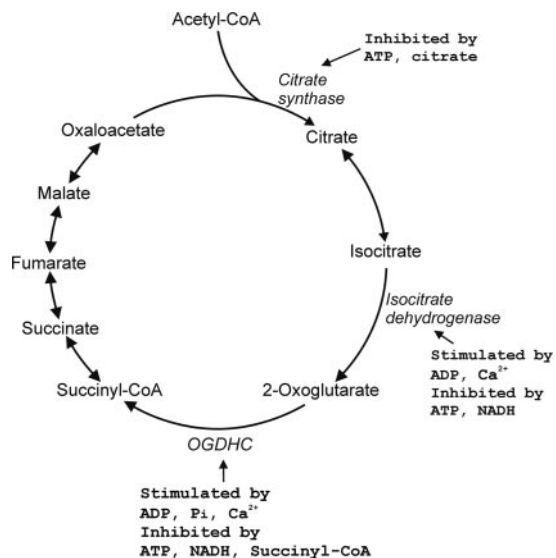 Acetyl-CoA
Inhibited by
ATP, citrate
Citrate
synthase
Oxaloacetate
Citrate
Malate
Isocitrate
Fumarate
Isocitrate
dehydrogenase
Succinate
Stimulated by
ADP, Ca²⁺
Inhibited by
ATP, NADH
Succinyl-CoA
2-Oxoglutarate
OGDHC
Stimulated by
ADP, Pi, Ca²⁺
Inhibited by
ATP, NADH, Succinyl-CoA